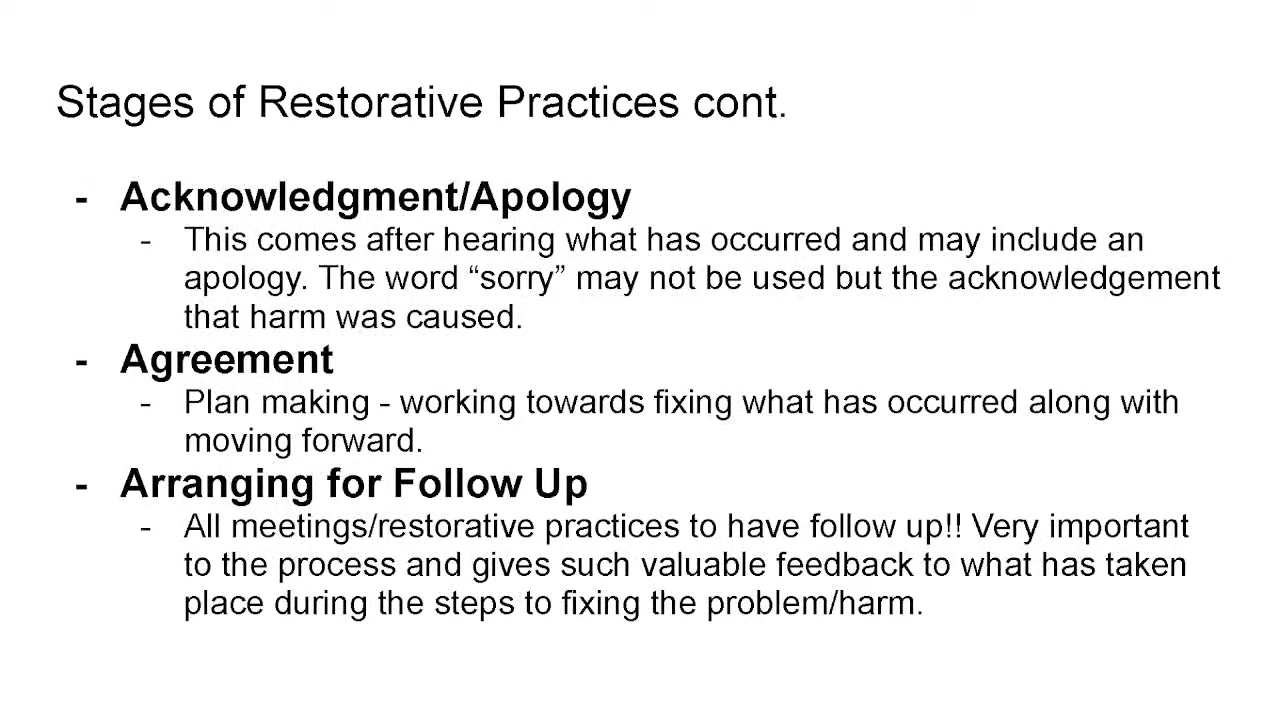 Stages of Restorative Practices cont.
- Acknowledgment/Apology
- This comes after hearing what has occurred and may include an
apology. The word “sorry” may not be used but the acknowledgement
that harm was caused.
- Agreement
- Plan making - working towards fixing what has occurred along with
moving forward.
- Arranging for Follow Up
- All meetings/restorative practices to have follow up!! Very important
to the process and gives such valuable feedback to what has taken
place during the steps to fixing the problem/harm.